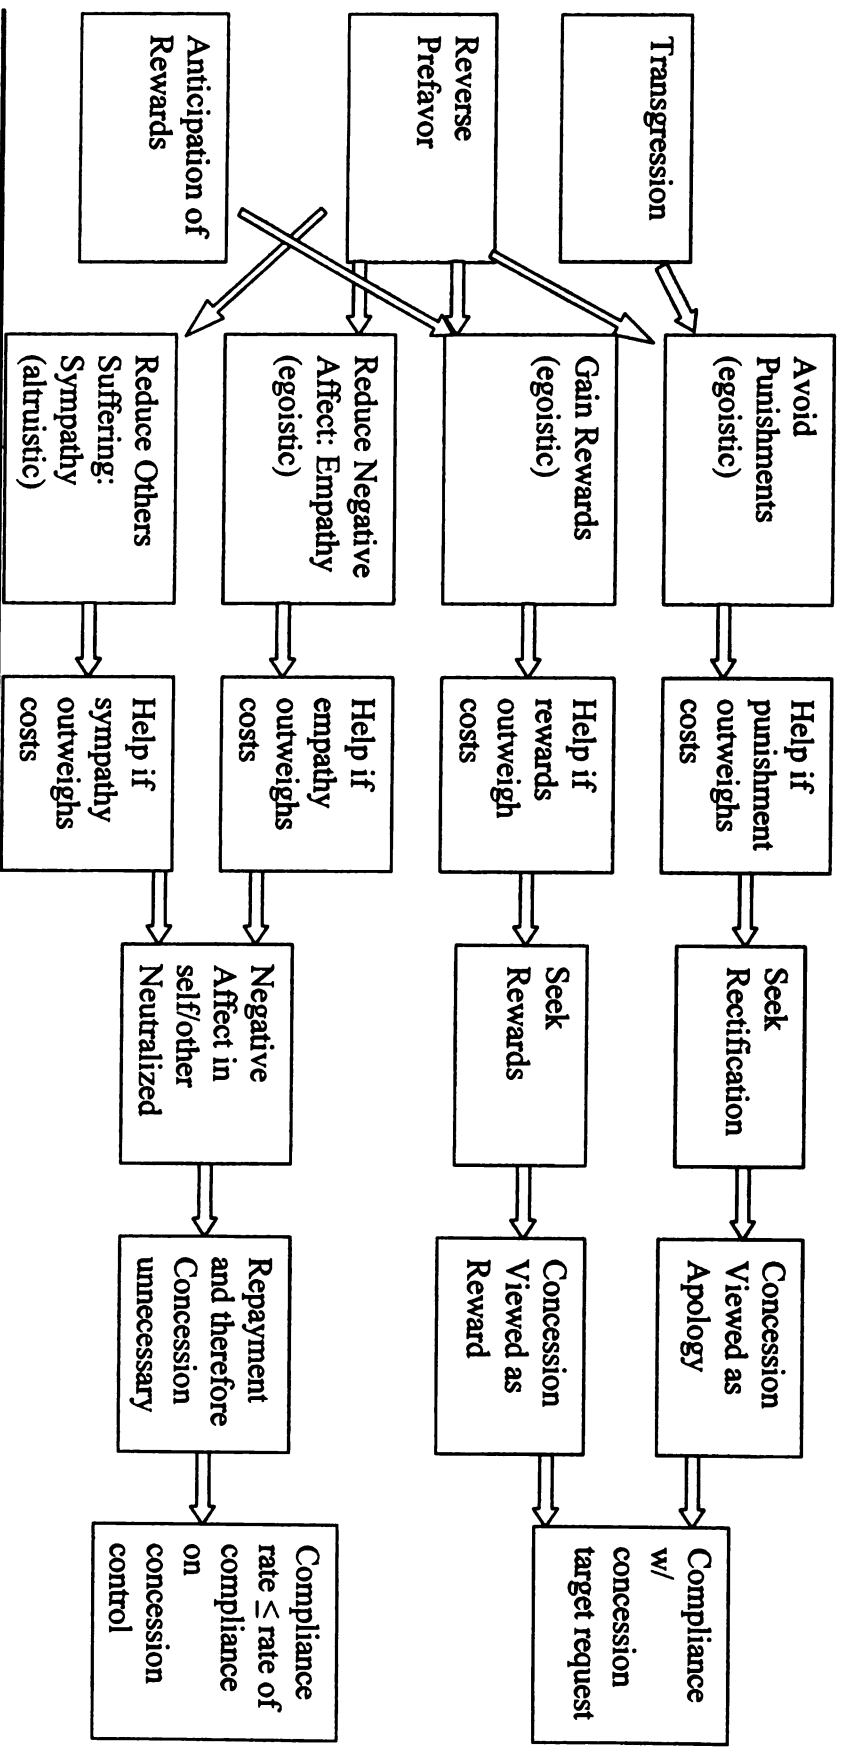 Transgression
Reverse
Prefavor
Anticipation of
Rewards
Avoid
Punishments
(egoistic)
Gain Rewards
(egoistic)
Reduce Negative
Affect: Empathy
(egoistic)
Reduce Others
Suffering:
Sympathy
(altruistic)
Help if
punishment
outweighs
costs
Help if
rewards
outweigh
costs
Help if
empathy
outweighs
costs
Help if
sympathy
outweighs
costs
Seek
Rectification
Seek
Rewards
Negative
Affect in
self/other
Neutralized
Concession
Viewed as
Apology
Concession
Viewed as
Reward
Repayment
and therefore
Concession
unnecessary
Compliance
w/
concession
target request
Compliance
rate ≤ rate of
compliance
on
concession
control